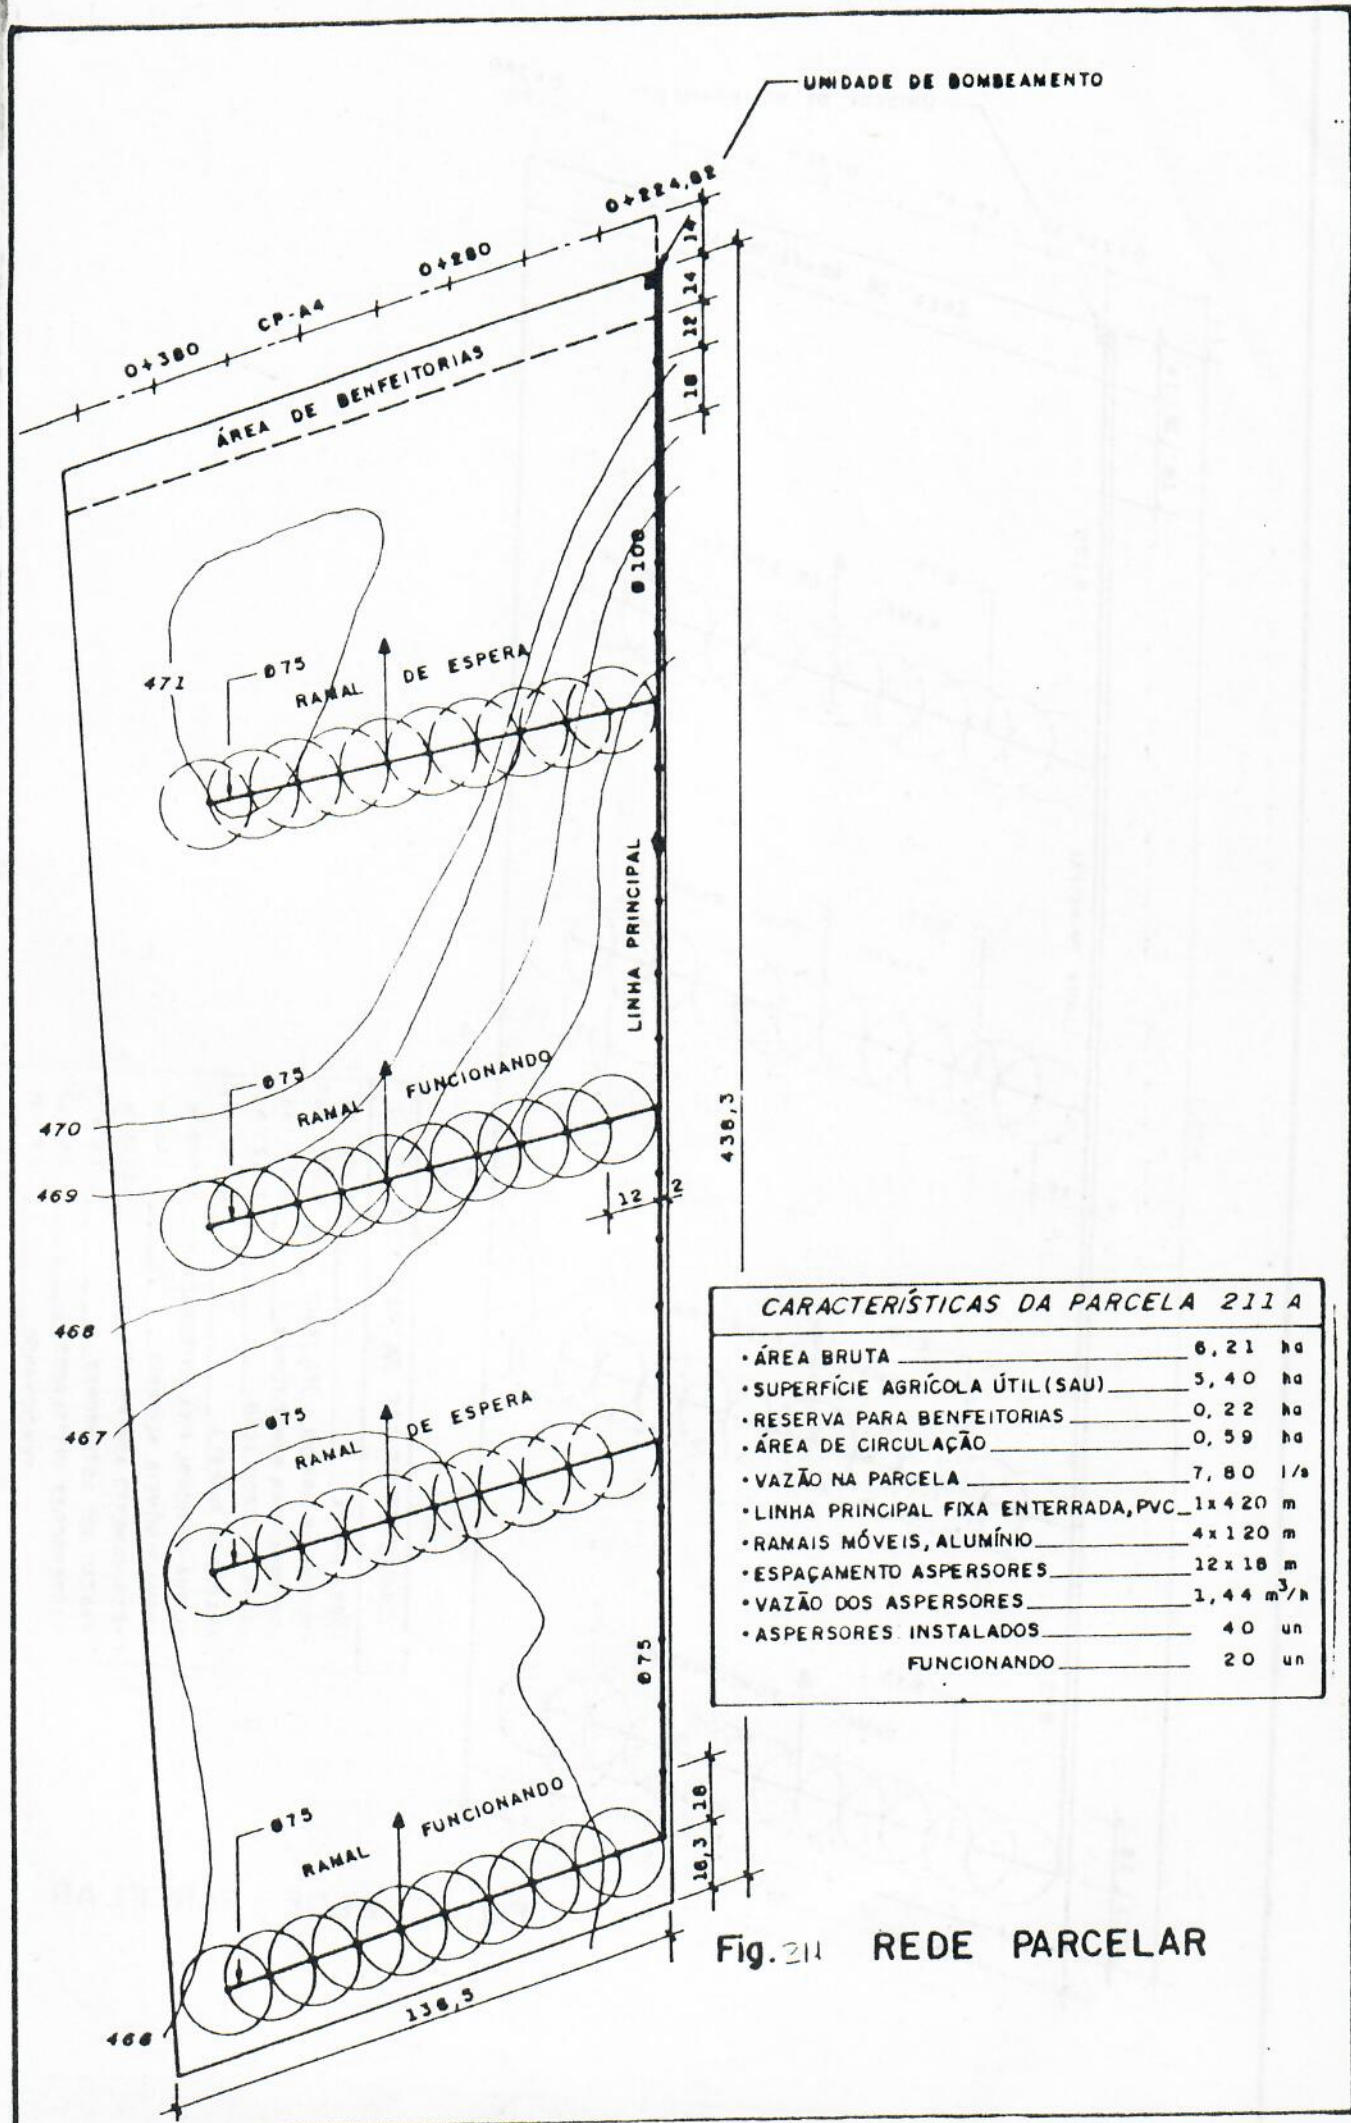 UNIDADE DE BOMBEAMENTO
0+224,82
0+280
CP-A4
0+380
14
14
12
18
ÁREA DE BENFEITORIAS
Ø100
471
Ø75
RAMAL DE ESPERA
LINHA PRINCIPAL
438,3
Ø75
RAMAL FUNCIONANDO
470
469
12
2
468
467
Ø75
RAMAL DE ESPERA
Ø75
CARACTERÍSTICAS DA PARCELA 211 A
• ÁREA BRUTA 6,21 ha
• SUPERFÍCIE AGRÍCOLA ÚTIL (SAU) 5,40 ha
• RESERVA PARA BENFEITORIAS 0,22 ha
• ÁREA DE CIRCULAÇÃO 0,59 ha
• VAZÃO NA PARCELA 7,80 l/s
• LINHA PRINCIPAL FIXA ENTERRADA, PVC 1x420 m
• RAMAIS MÓVEIS, ALUMÍNIO 4x120 m
• ESPAÇAMENTO ASPERSORES 12x18 m
• VAZÃO DOS ASPERSORES 1,44 m³/h
• ASPERSORES INSTALADOS 40 un
FUNCIONANDO 20 un
18
16,3
Ø75
RAMAL FUNCIONANDO
466
136,5
Fig. 211 REDE PARCELAR